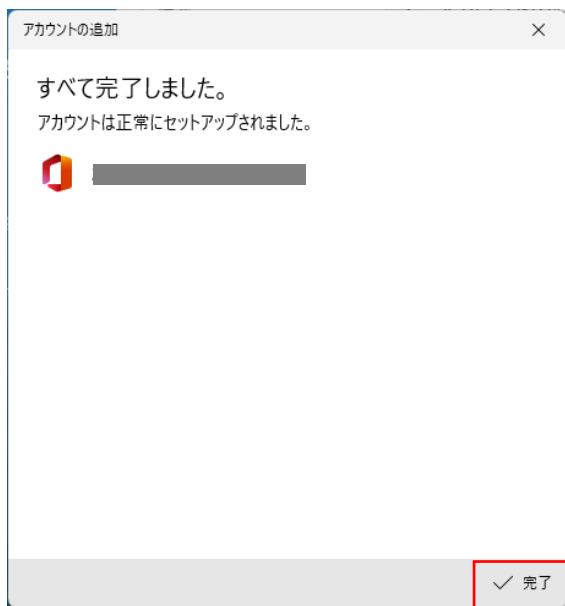 アカウントの追加
すべて完了しました。
アカウントは正常にセットアップされました。
完了